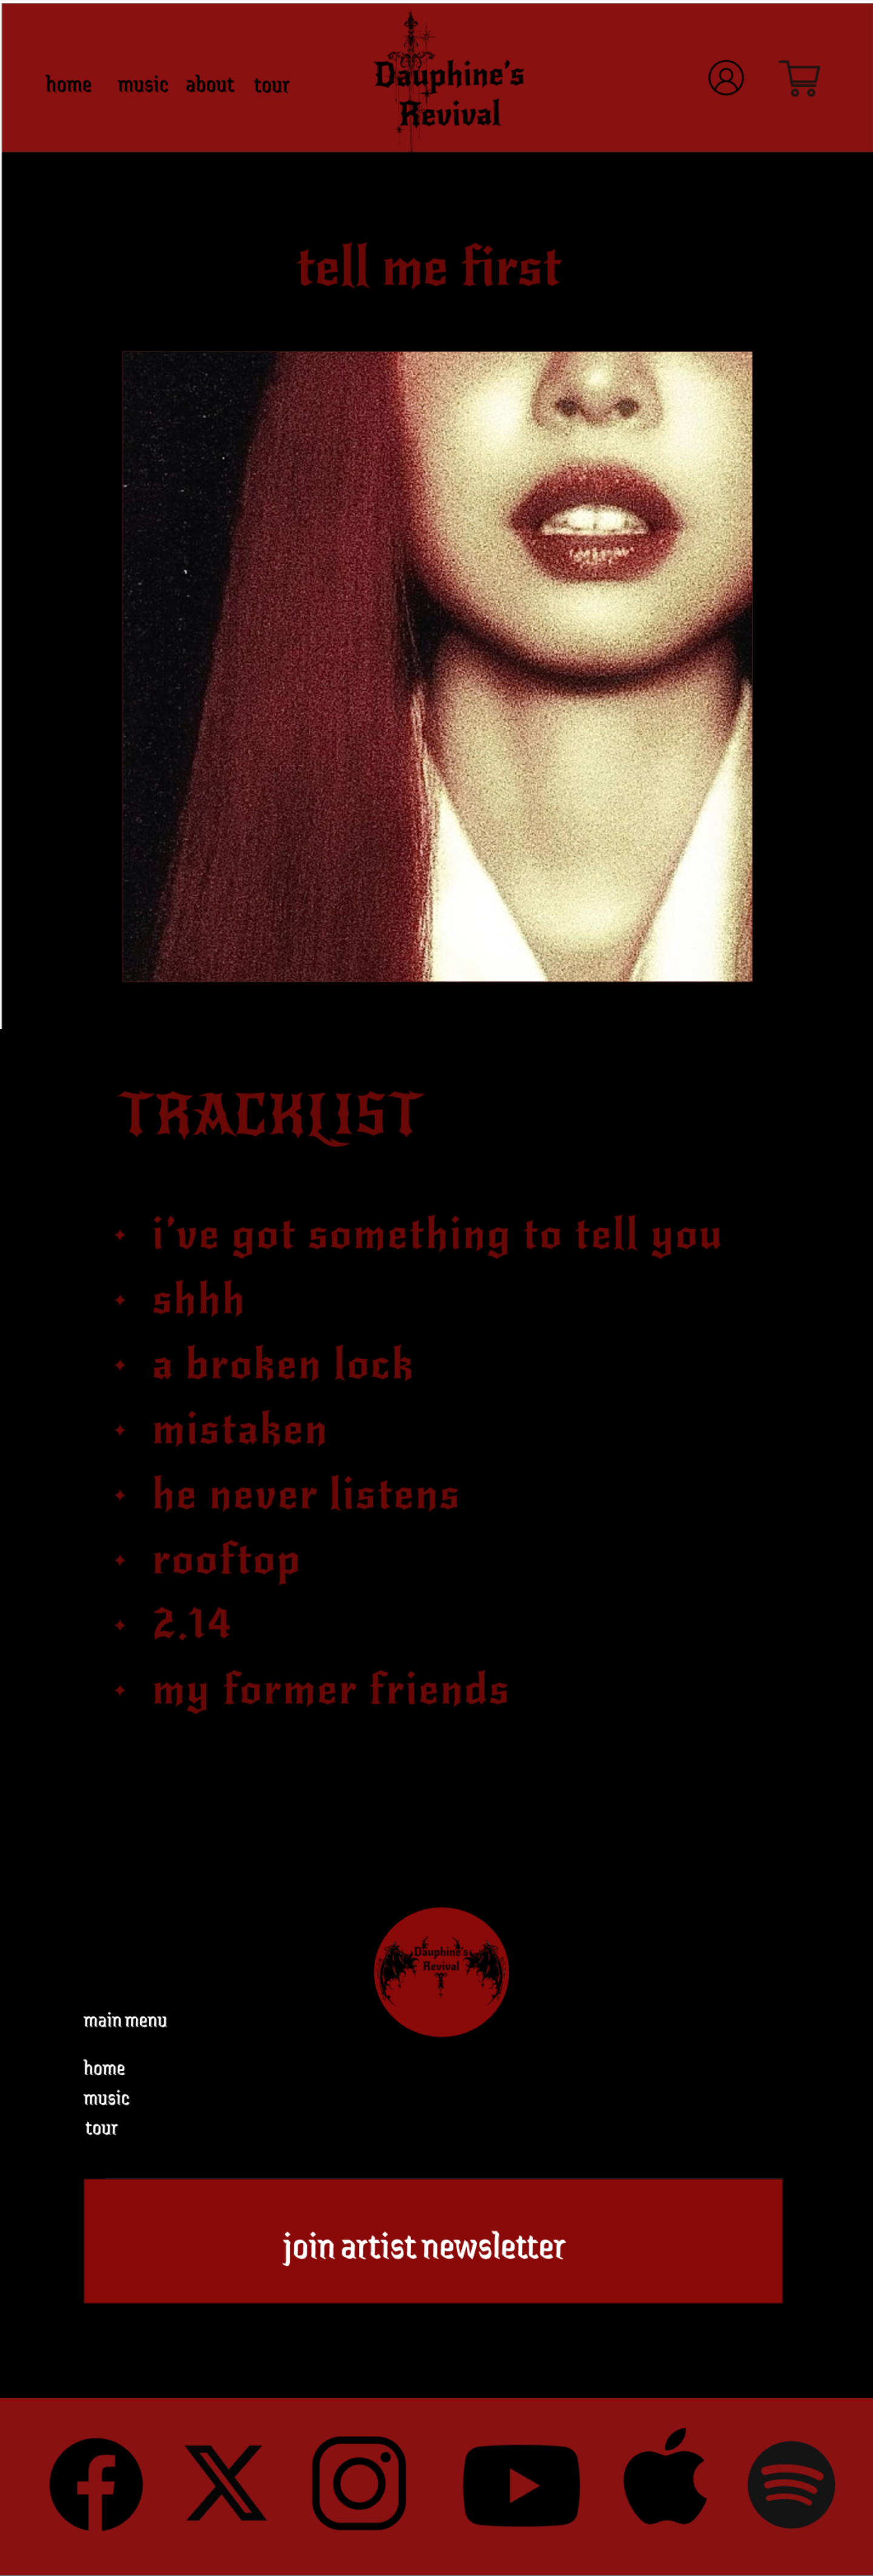 home music about tour
Dauphine's
Revival
tell me first
TRACKLIST
i've got something to tell you
shhh
a broken lock
mistaken
he never listens
rooftop
2.14
my former friends
Dauphine's
Revival
main menu
home
music
tour
join artist newsletter